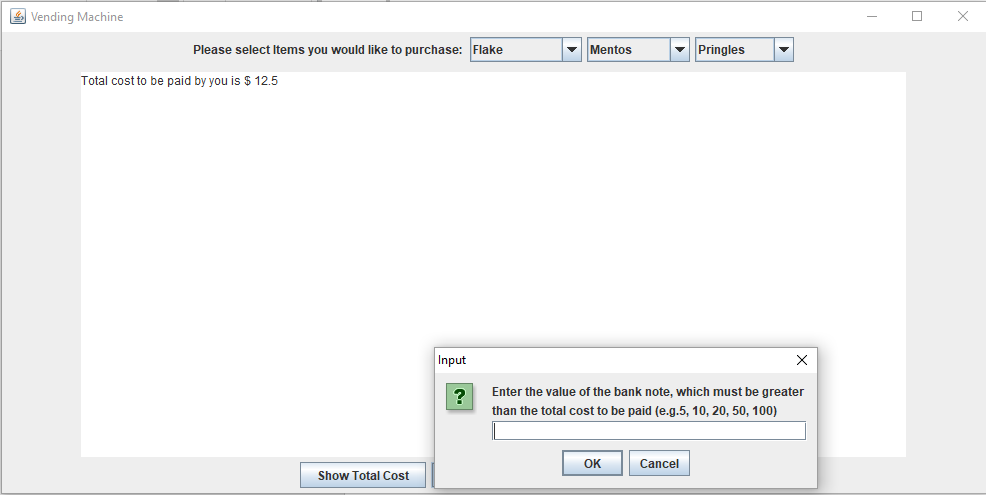 Vending Machine
Please select Items you would like to purchase: Flake Mentos Pringles
Total cost to be paid by you is $ 12.5
Input
? Enter the value of the bank note, which must be greater
than the total cost to be paid (e.g.5, 10, 20, 50, 100)
OK Cancel
Show Total Cost